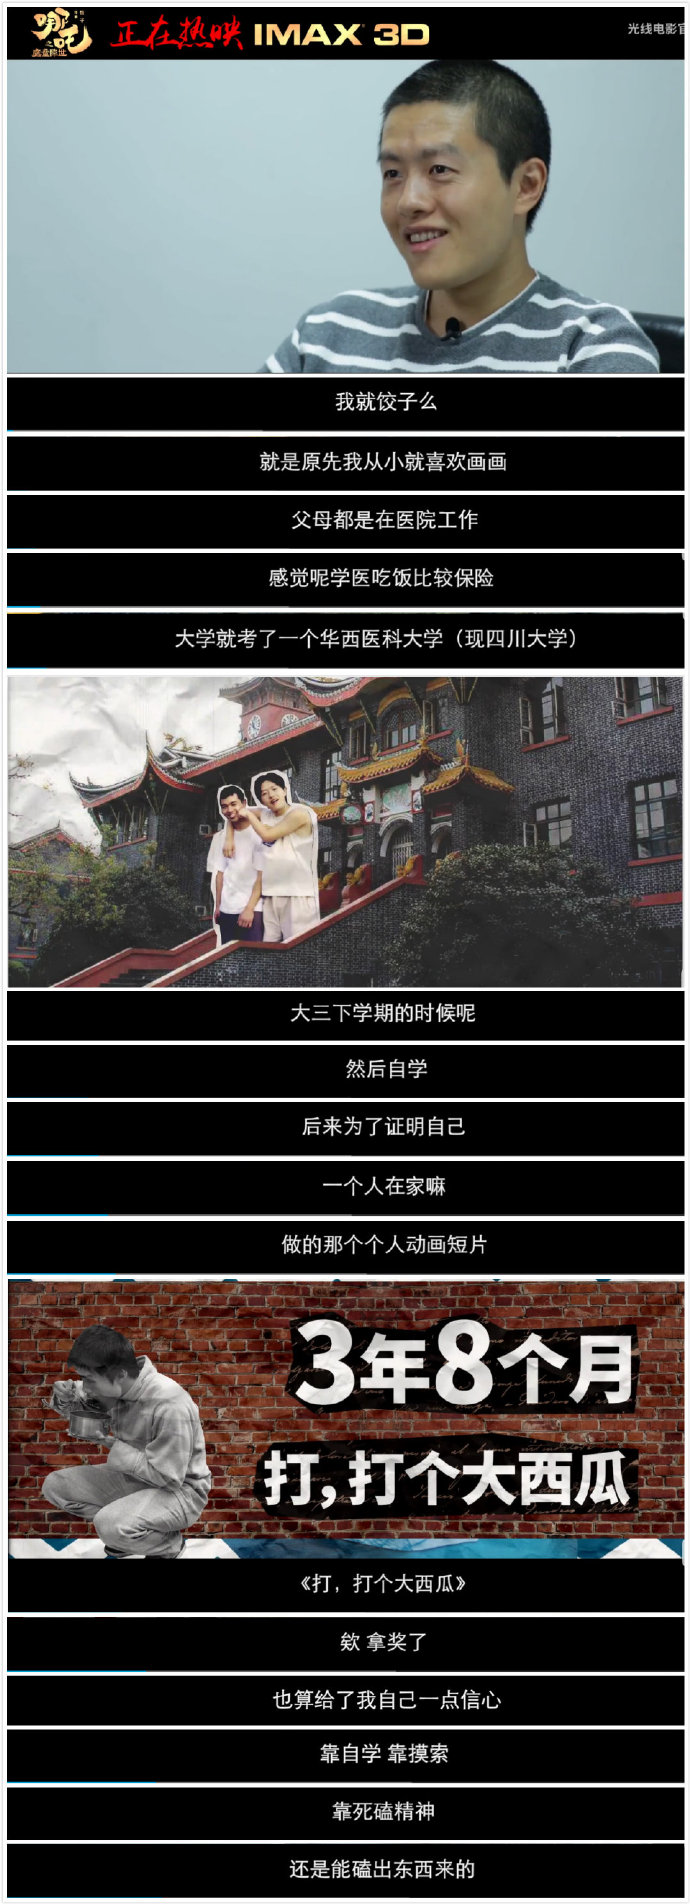 哪吒
之
魔童降世
正在热映 IMAX 3D
光线电影官
我就饺子么
就是原先我从小就喜欢画画
父母都是在医院工作
感觉呢学医吃饭比较保险
大学就考了一个华西医科大学（现四川大学）
大三下学期的时候呢
然后自学
后来为了证明自己
一个人在家嘛
做的那个个人动画短片
3年8个月
打，打个大西瓜
《打，打个大西瓜》
欸 拿奖了
也算给了我自己一点信心
靠自学 靠摸索
靠死磕精神
还是能磕出东西来的